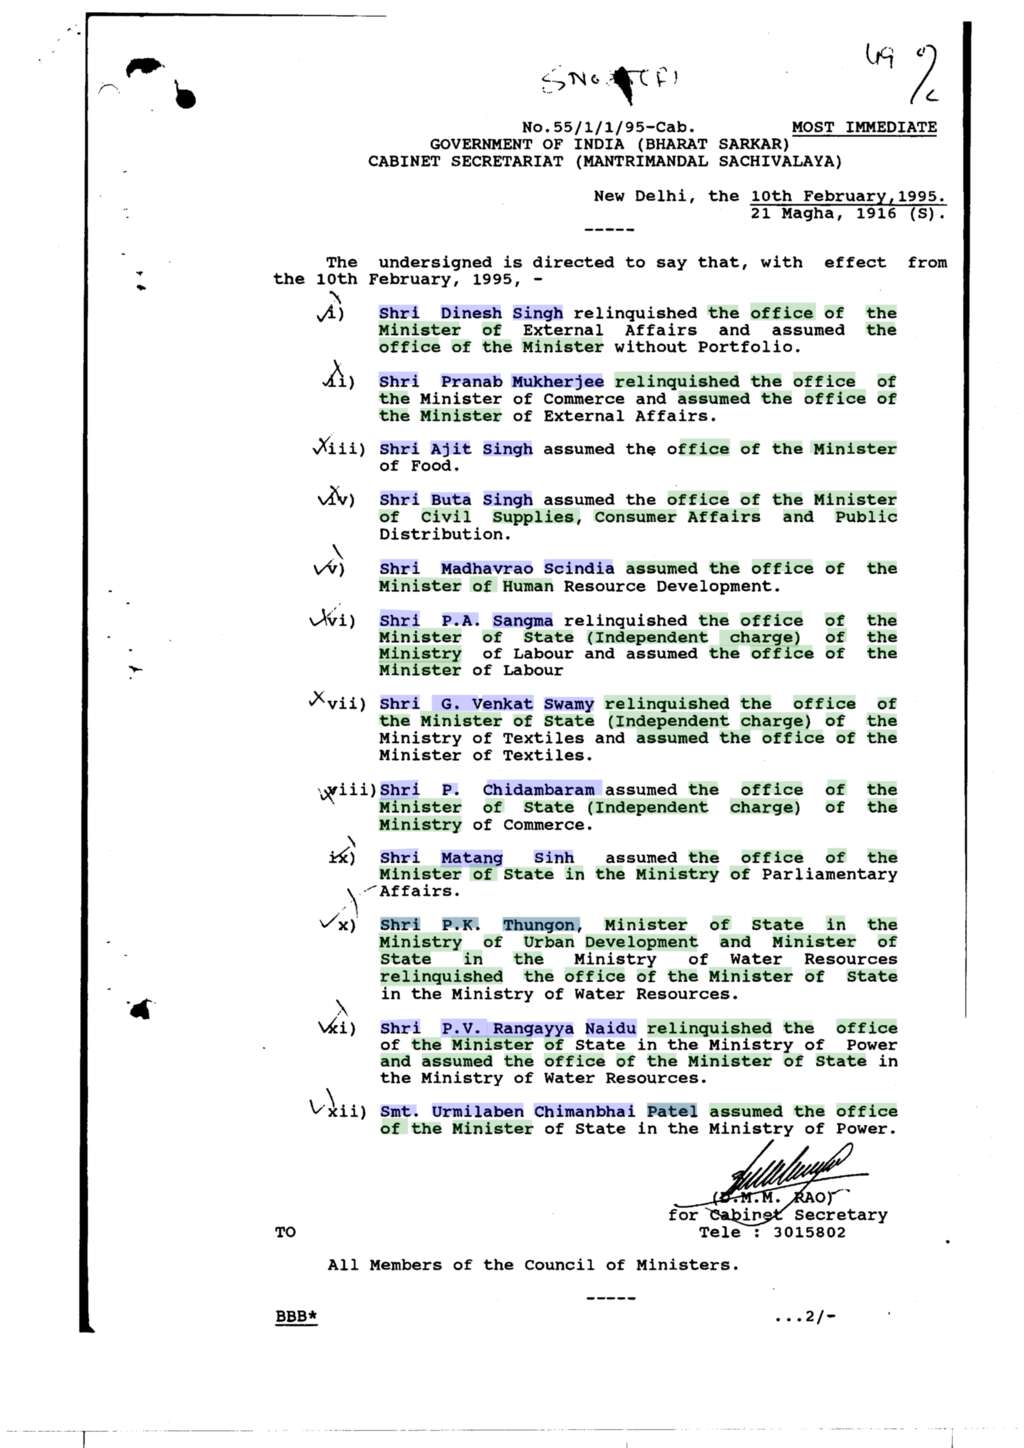 49
No.55/1/1/95-Cab. MOST IMMEDIATE
GOVERNMENT OF INDIA (BHARAT SARKAR)
CABINET SECRETARIAT (MANTRIMANDAL SACHIVALAYA)
New Delhi, the 10th February,1995.
21 Magha, 1916 (S).
-----
The undersigned is directed to say that, with effect from
the 10th February, 1995, -
i) Shri Dinesh Singh relinquished the office of the
Minister of External Affairs and assumed the
office of the Minister without Portfolio.
ii) Shri Pranab Mukherjee relinquished the office of
the Minister of Commerce and assumed the office of
the Minister of External Affairs.
iii) Shri Ajit Singh assumed the office of the Minister
of Food.
iv) Shri Buta Singh assumed the office of the Minister
of Civil Supplies, Consumer Affairs and Public
Distribution.
v) Shri Madhavrao Scindia assumed the office of the
Minister of Human Resource Development.
vi) Shri P.A. Sangma relinquished the office of the
Minister of State (Independent charge) of the
Ministry of Labour and assumed the office of the
Minister of Labour
vii) Shri G. Venkat Swamy relinquished the office of
the Minister of State (Independent charge) of the
Ministry of Textiles and assumed the office of the
Minister of Textiles.
viii) Shri P. Chidambaram assumed the office of the
Minister of State (Independent charge) of the
Ministry of Commerce.
ix) Shri Matang Sinh assumed the office of the
Minister of State in the Ministry of Parliamentary
Affairs.
x) Shri P.K. Thungon, Minister of State in the
Ministry of Urban Development and Minister of
State in the Ministry of Water Resources
relinquished the office of the Minister of State
in the Ministry of Water Resources.
xi) Shri P.V. Rangayya Naidu relinquished the office
of the Minister of State in the Ministry of Power
and assumed the office of the Minister of State in
the Ministry of Water Resources.
xii) Smt. Urmilaben Chimanbhai Patel assumed the office
of the Minister of State in the Ministry of Power.
(D.M.M. RAO)
for Cabinet Secretary
TO Tele : 3015802
All Members of the Council of Ministers.
-----
BBB* ...2/-